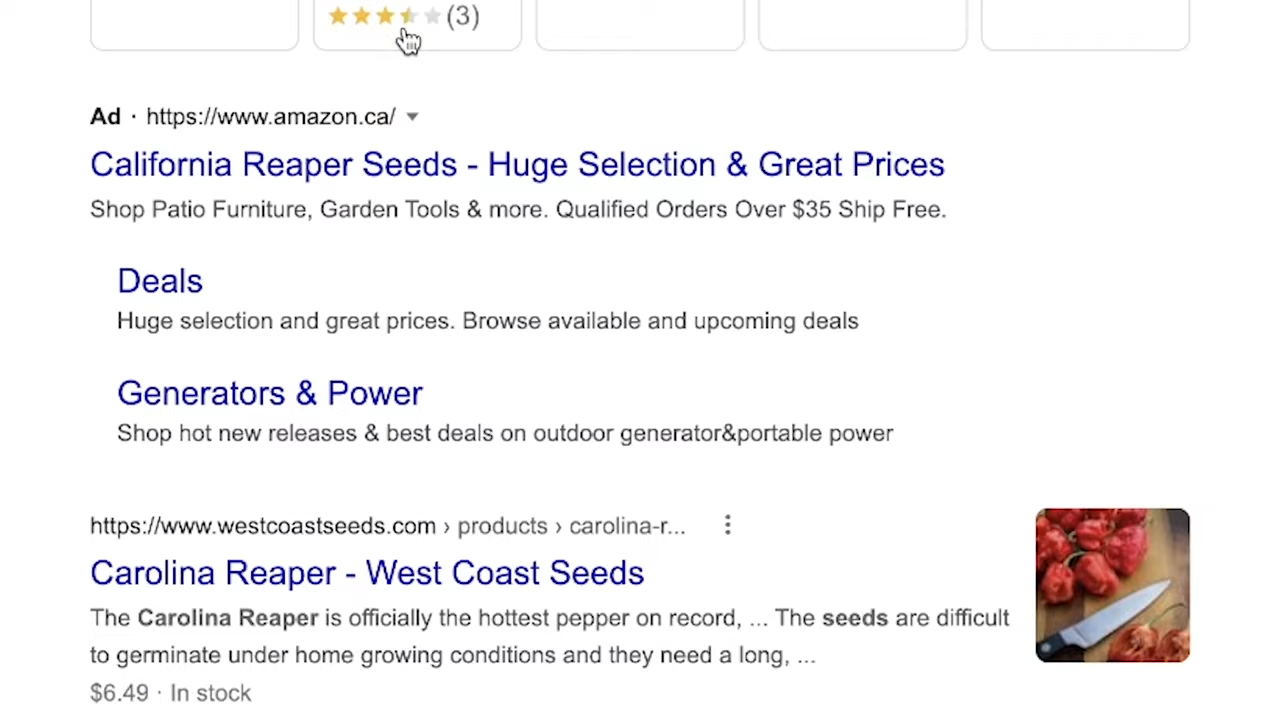 (3)
Ad · https://www.amazon.ca/
California Reaper Seeds - Huge Selection & Great Prices
Shop Patio Furniture, Garden Tools & more. Qualified Orders Over $35 Ship Free.
Deals
Huge selection and great prices. Browse available and upcoming deals
Generators & Power
Shop hot new releases & best deals on outdoor generator&portable power
https://www.westcoastseeds.com › products › carolina-r...
Carolina Reaper - West Coast Seeds
The Carolina Reaper is officially the hottest pepper on record, ... The seeds are difficult
to germinate under home growing conditions and they need a long, ...
$6.49 · In stock